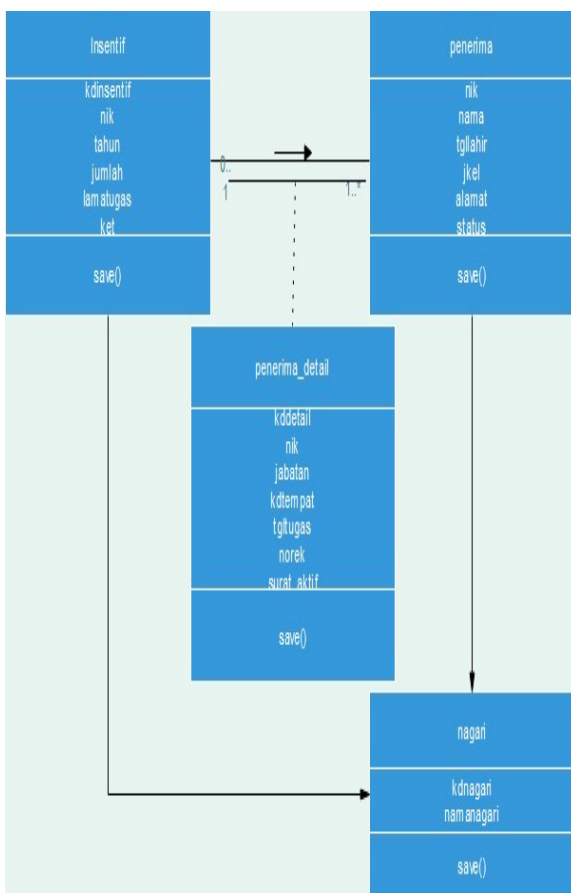 Insentif
kdinsentif
nik
tahun
jumlah
lamatugas
ket
save()
0..
1
1..*
penerima
nik
nama
tgllahir
jkel
alamat
status
save()
penerima_detail
kddetail
nik
jabatan
kdtempat
tgltugas
norek
surat_aktif
save()
nagari
kdnagari
namanagari
save()